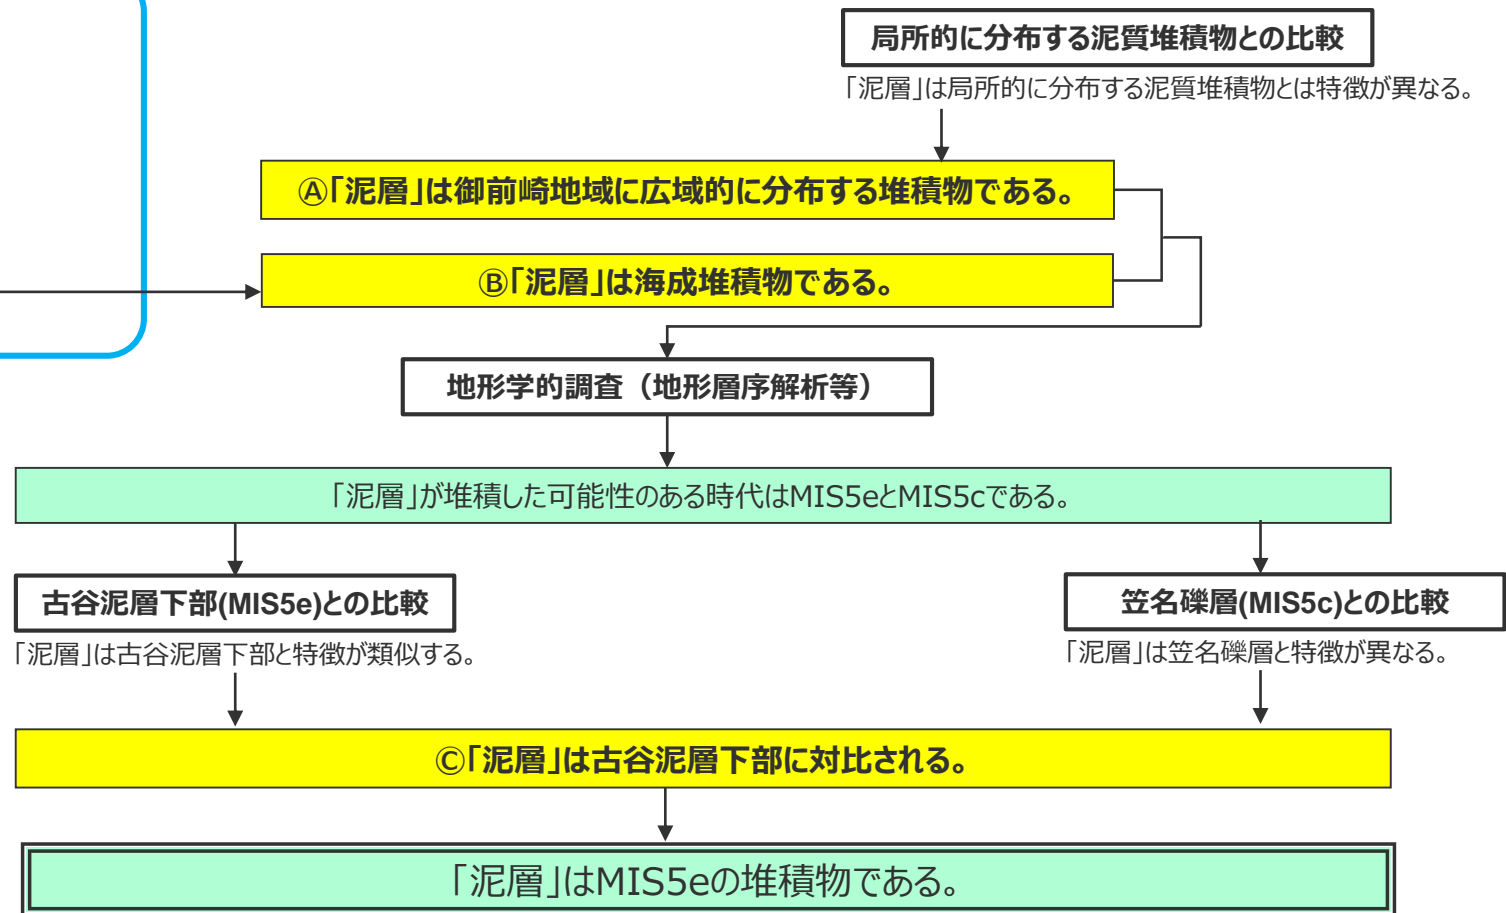 局所的に分布する泥質堆積物との比較
「泥層」は局所的に分布する泥質堆積物とは特徴が異なる。
Ⓐ「泥層」は御前崎地域に広域的に分布する堆積物である。
Ⓑ「泥層」は海成堆積物である。
地形学的調査（地形層序解析等）
「泥層」が堆積した可能性のある時代はMIS5eとMIS5cである。
古谷泥層下部(MIS5e)との比較
「泥層」は古谷泥層下部と特徴が類似する。
笠名礫層(MIS5c)との比較
「泥層」は笠名礫層と特徴が異なる。
Ⓒ「泥層」は古谷泥層下部に対比される。
「泥層」はMIS5eの堆積物である。